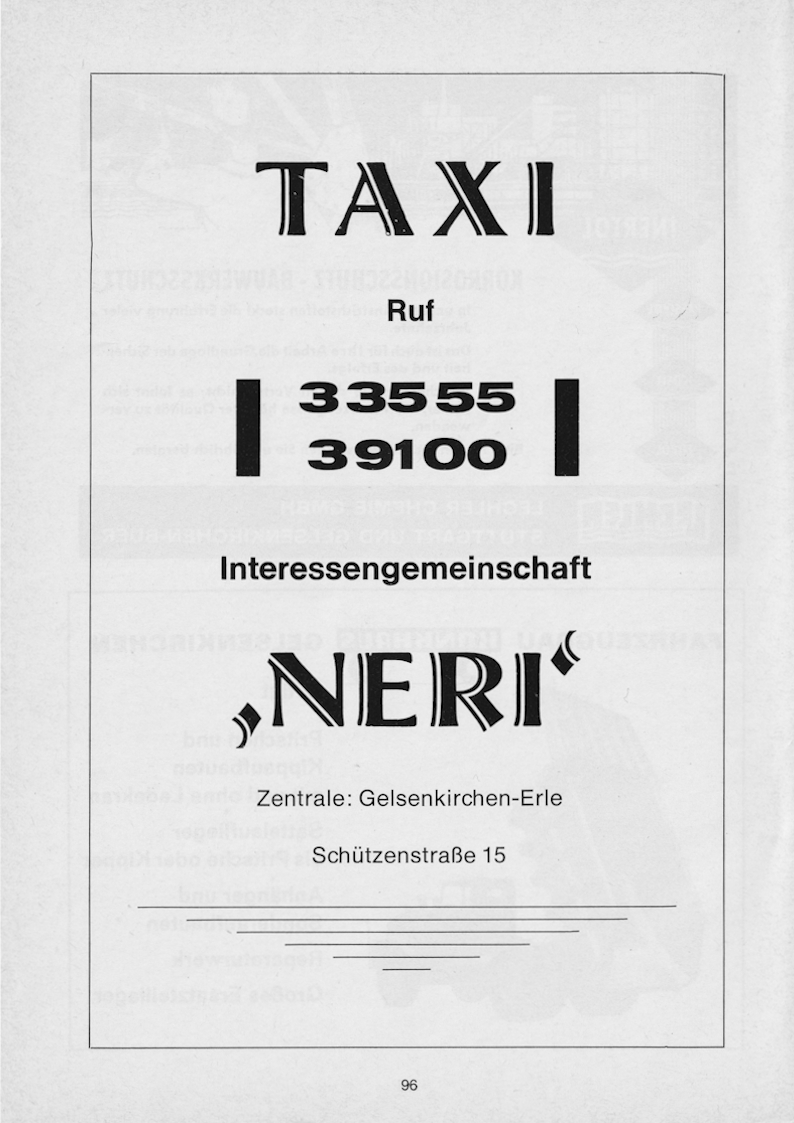 TAXI
Ruf
33555
39100
Interessengemeinschaft
‚NERI‘
Zentrale: Gelsenkirchen-Erle
Schützenstraße 15
96